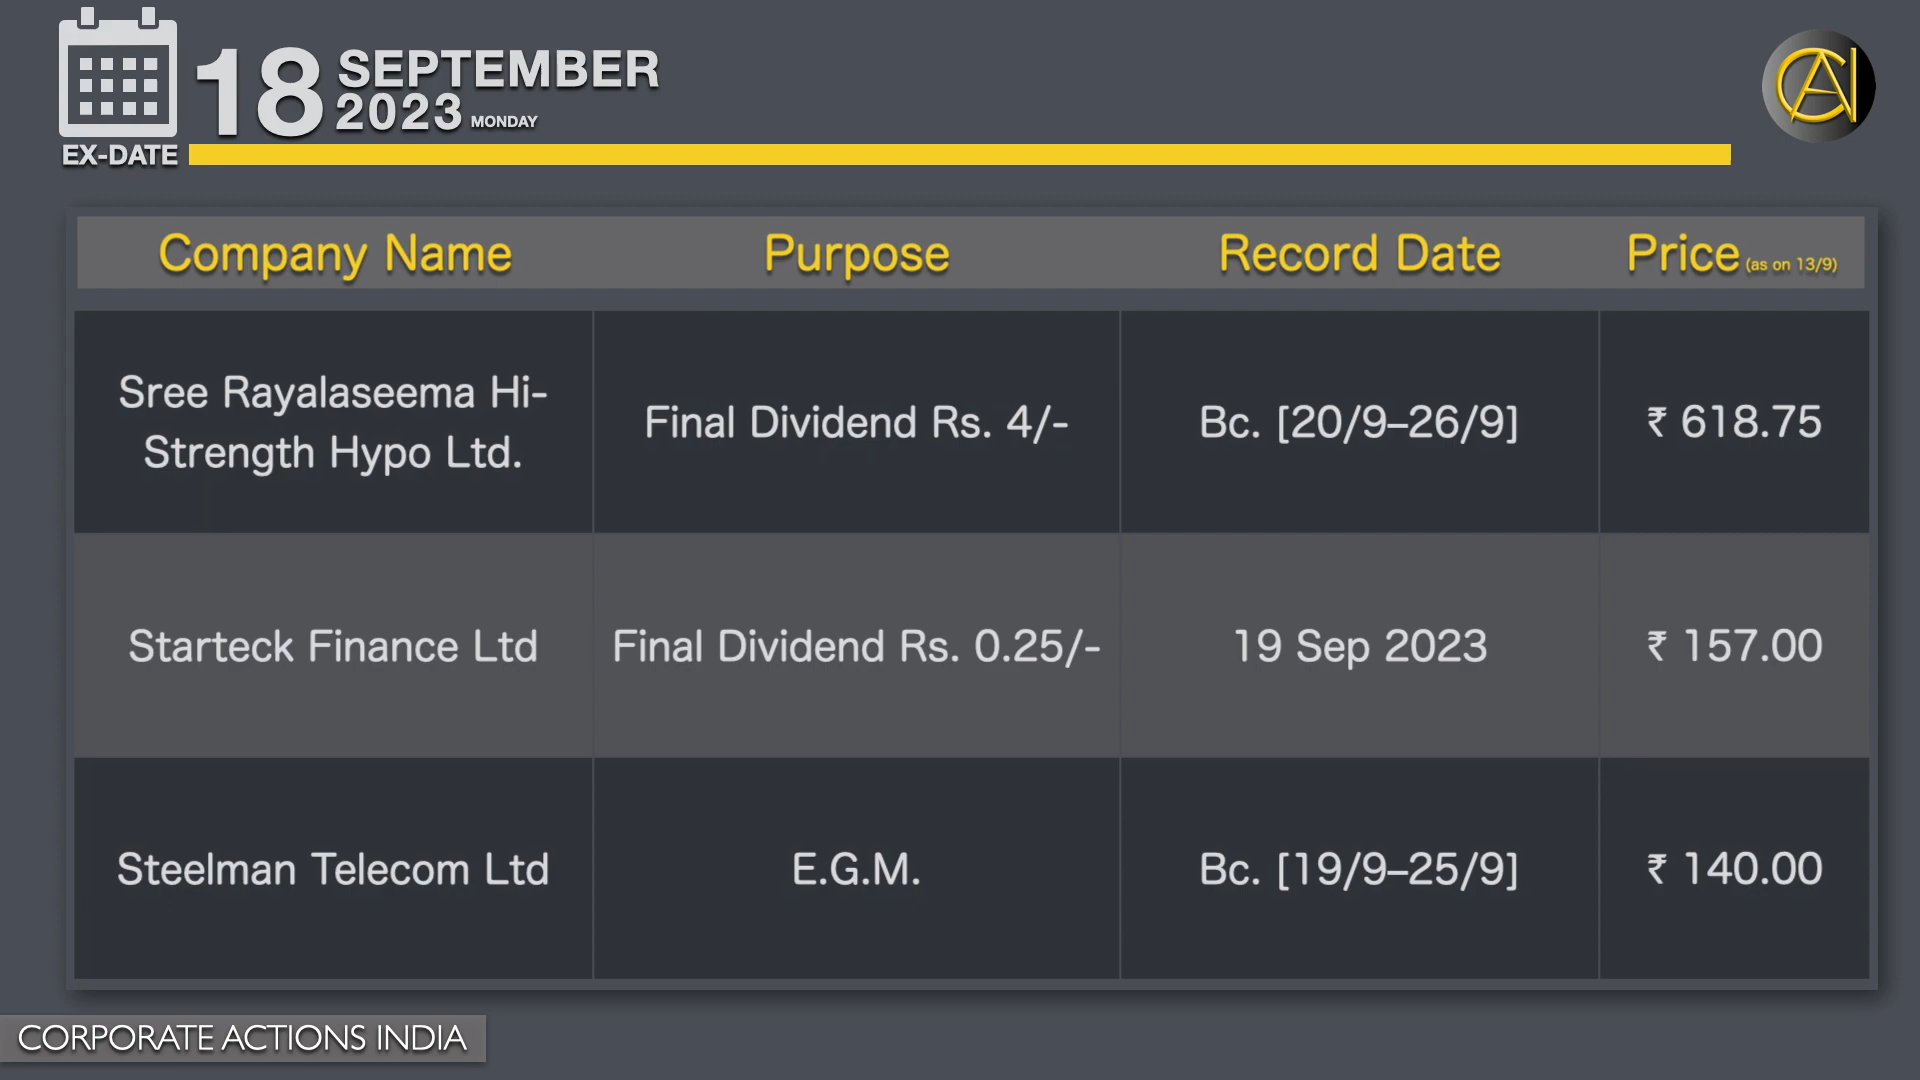 18 SEPTEMBER
2023 MONDAY
EX-DATE
CAI
Company Name Purpose Record Date Price (as on 13/9)
Sree Rayalaseema Hi-
Strength Hypo Ltd. Final Dividend Rs. 4/- Bc. [20/9–26/9] ₹ 618.75
Starteck Finance Ltd Final Dividend Rs. 0.25/- 19 Sep 2023 ₹ 157.00
Steelman Telecom Ltd E.G.M. Bc. [19/9–25/9] ₹ 140.00
CORPORATE ACTIONS INDIA